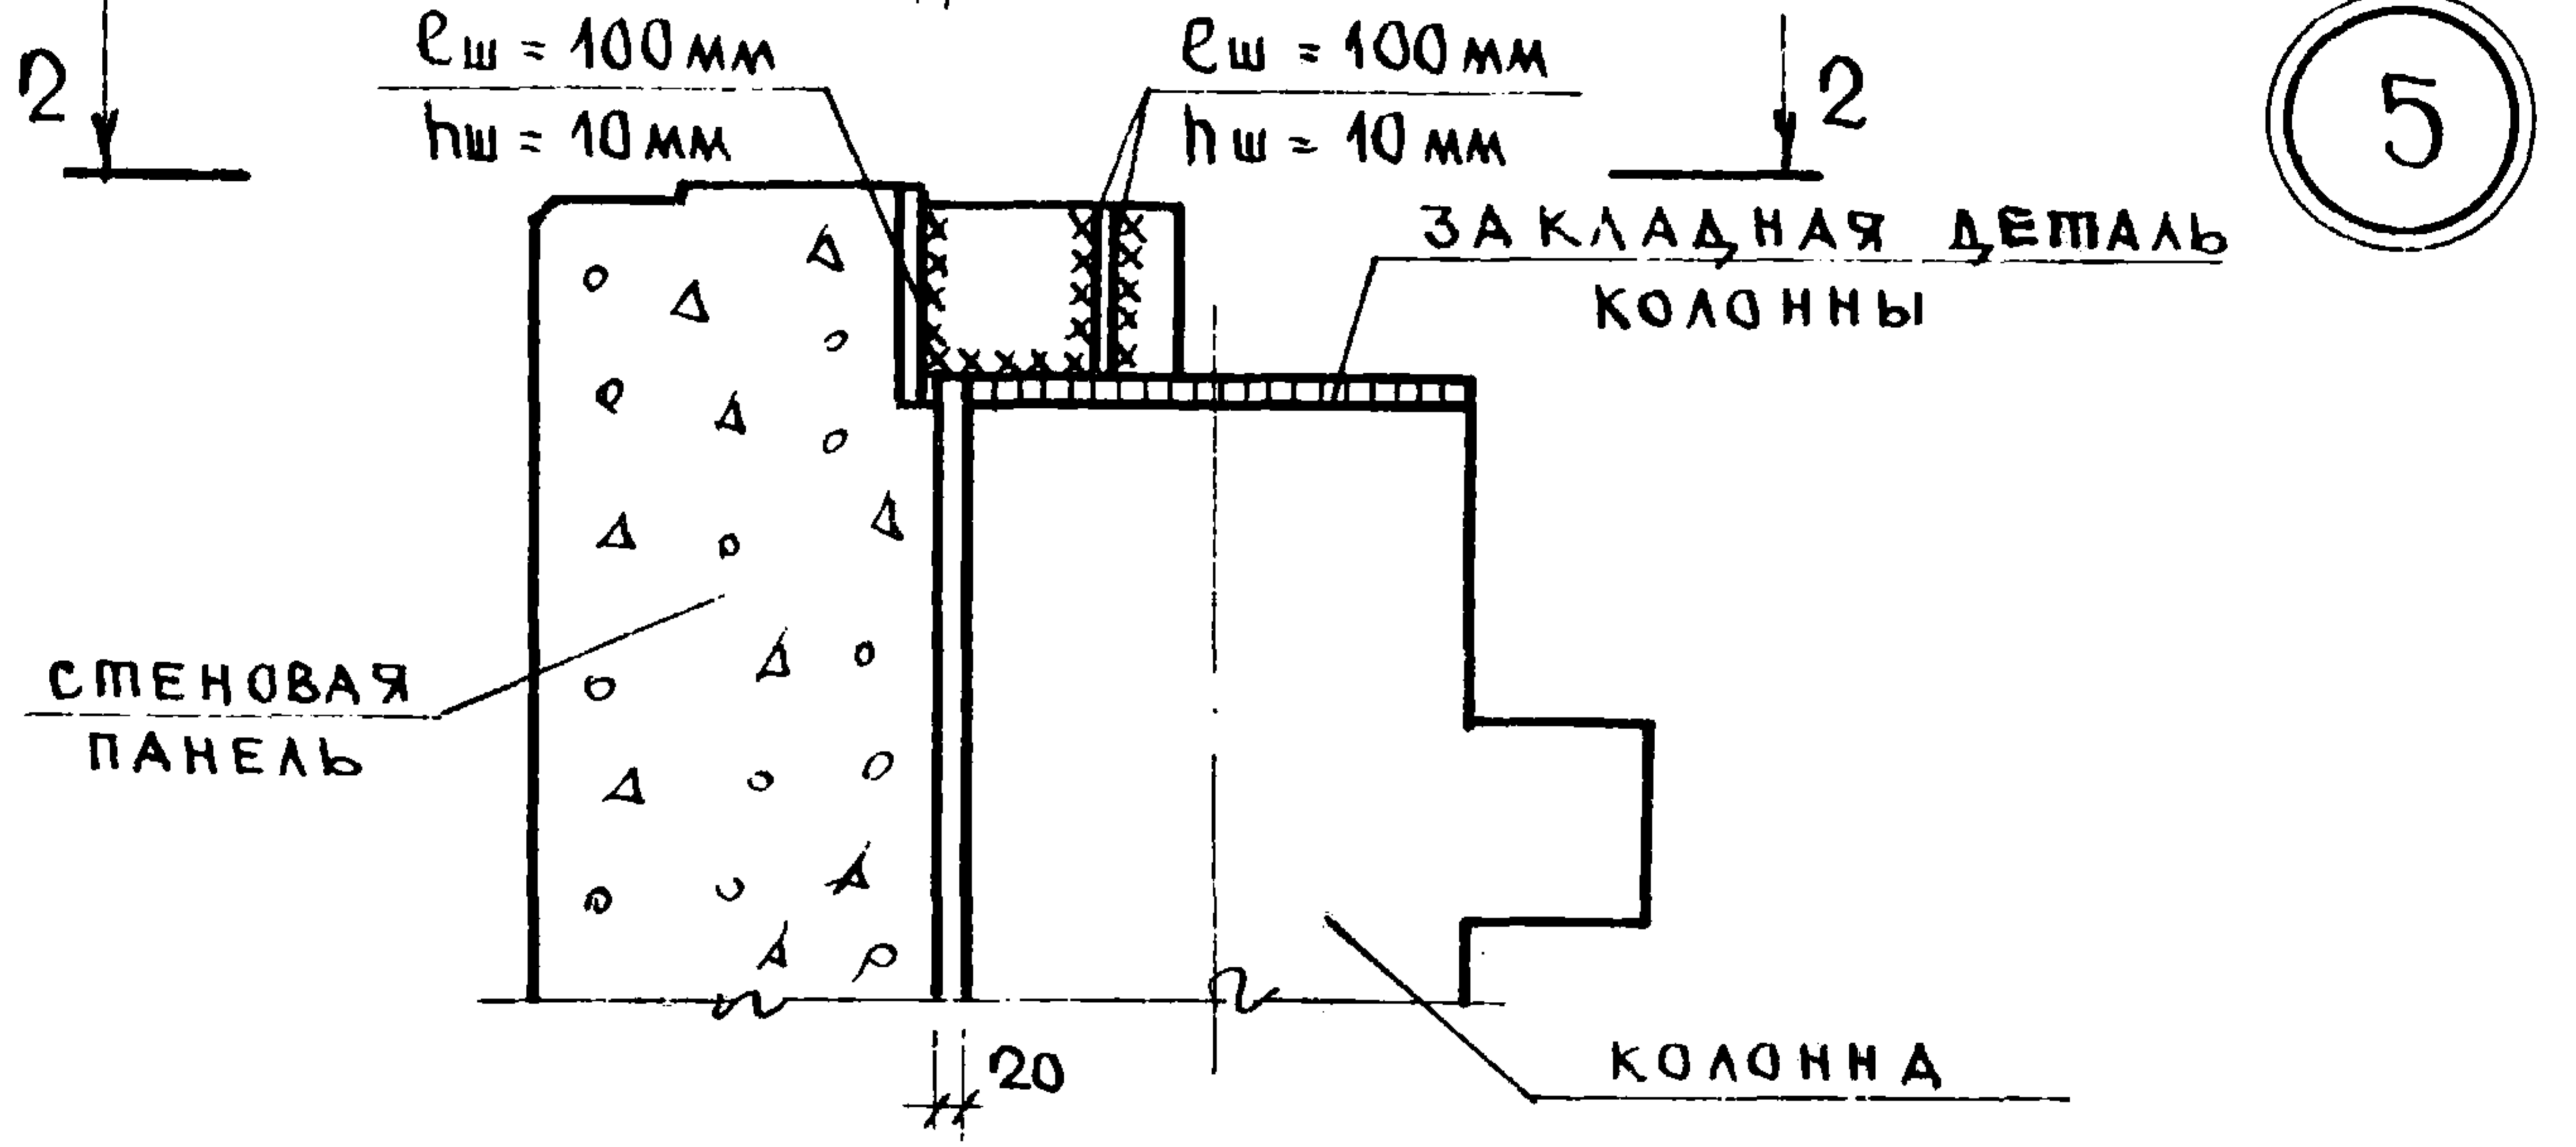 2
ℓш = 100 мм
hш = 10 мм
ℓш = 100 мм
hш = 10 мм
2
5
ЗАКЛАДНАЯ ДЕТАЛЬ
КОЛОННЫ
СТЕНОВАЯ
ПАНЕЛЬ
20
КОЛОННА